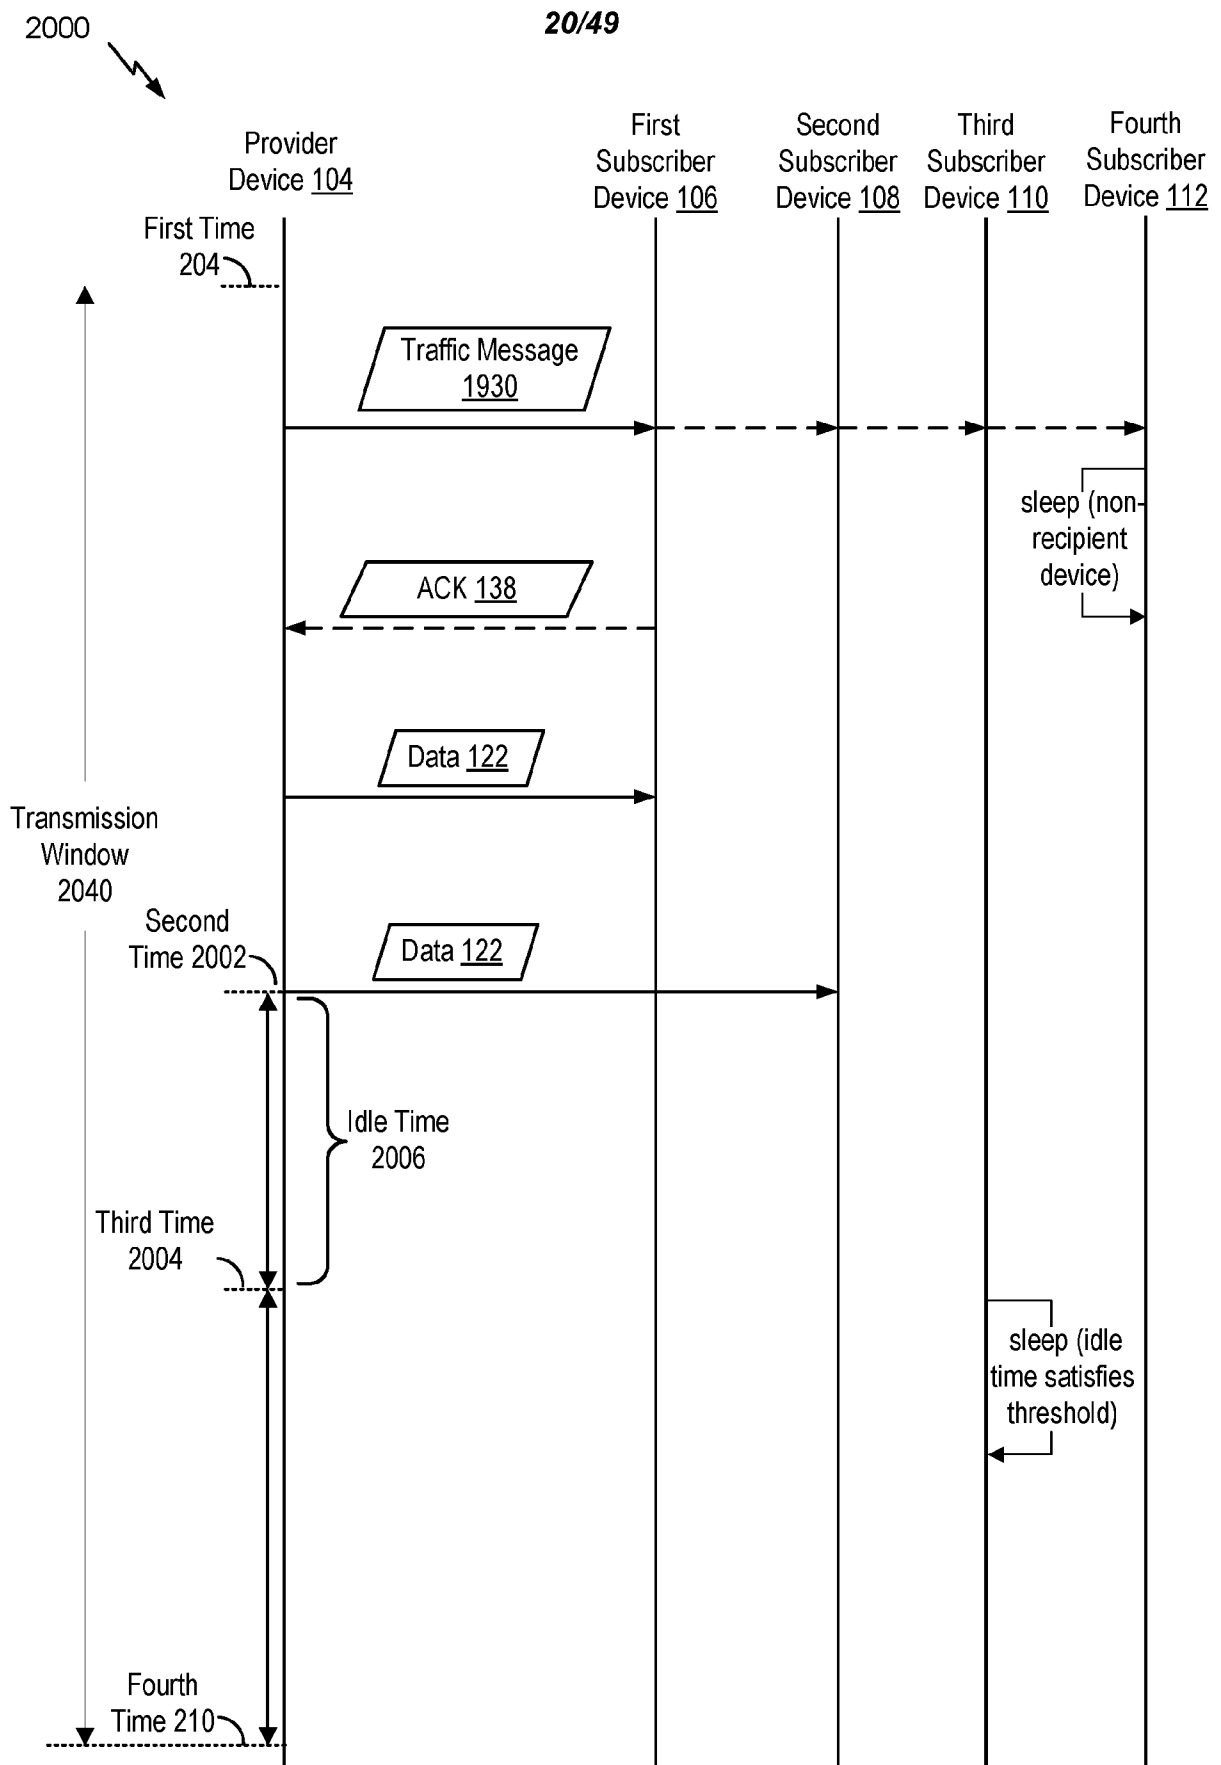 2000
20/49
Provider
Device 104
First
Subscriber
Device 106
Second
Subscriber
Device 108
Third
Subscriber
Device 110
Fourth
Subscriber
Device 112
First Time
204
Traffic Message
1930
sleep (non-
recipient
device)
ACK 138
Data 122
Transmission
Window
2040
Second
Time 2002
Data 122
Idle Time
2006
Third Time
2004
sleep (idle
time satisfies
threshold)
Fourth
Time 210